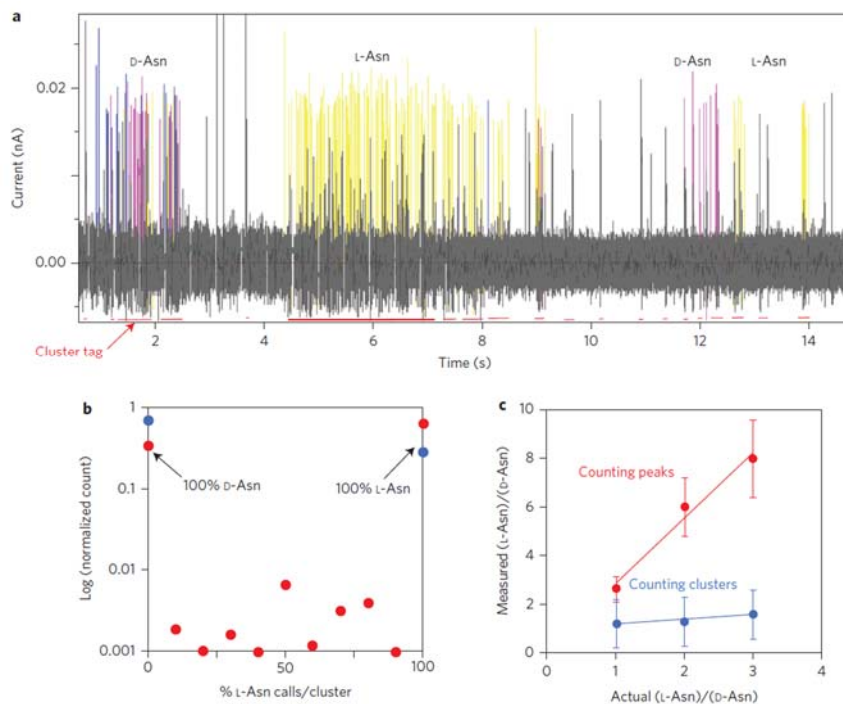 a
D-Asn
L-Asn
D-Asn
L-Asn
0.02
0.00
Current (nA)
Cluster tag
2
4
6
8
10
12
14
Time (s)
b
1
0.1
0.01
0.001
Log (normalized count)
100% D-Asn
100% L-Asn
0
50
100
% L-Asn calls/cluster
c
10
8
6
4
2
0
Measured (L-Asn)/(D-Asn)
Counting peaks
Counting clusters
0
1
2
3
4
Actual (L-Asn)/(D-Asn)